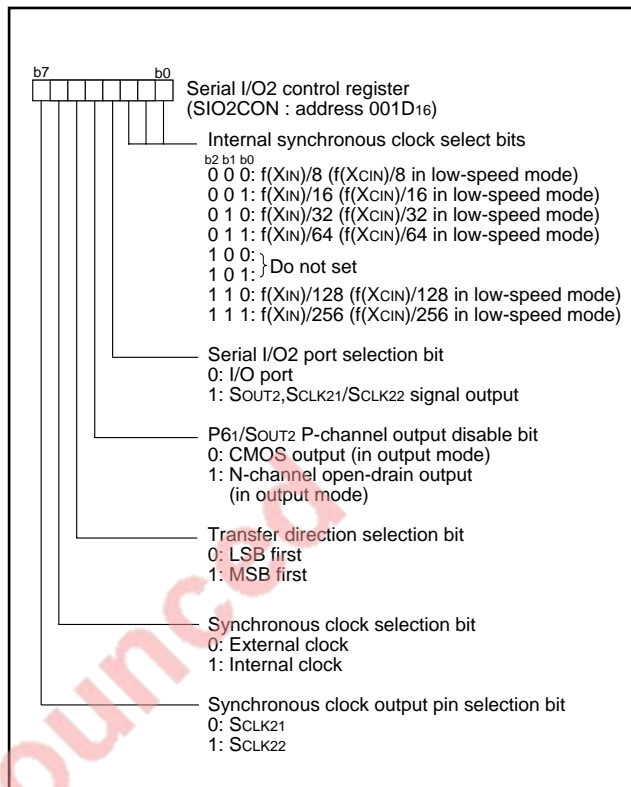 b7 b0
Serial I/O2 control register
(SIO2CON : address 001D16)
Internal synchronous clock select bits
b2 b1 b0
0 0 0: f(XIN)/8 (f(XCIN)/8 in low-speed mode)
0 0 1: f(XIN)/16 (f(XCIN)/16 in low-speed mode)
0 1 0: f(XIN)/32 (f(XCIN)/32 in low-speed mode)
0 1 1: f(XIN)/64 (f(XCIN)/64 in low-speed mode)
1 0 0:
1 0 1: } Do not set
1 1 0: f(XIN)/128 (f(XCIN)/128 in low-speed mode)
1 1 1: f(XIN)/256 (f(XCIN)/256 in low-speed mode)
Serial I/O2 port selection bit
0: I/O port
1: SOUT2,SCLK21/SCLK22 signal output
P61/SOUT2 P-channel output disable bit
0: CMOS output (in output mode)
1: N-channel open-drain output
(in output mode)
Transfer direction selection bit
0: LSB first
1: MSB first
Synchronous clock selection bit
0: External clock
1: Internal clock
Synchronous clock output pin selection bit
0: SCLK21
1: SCLK22
ounced